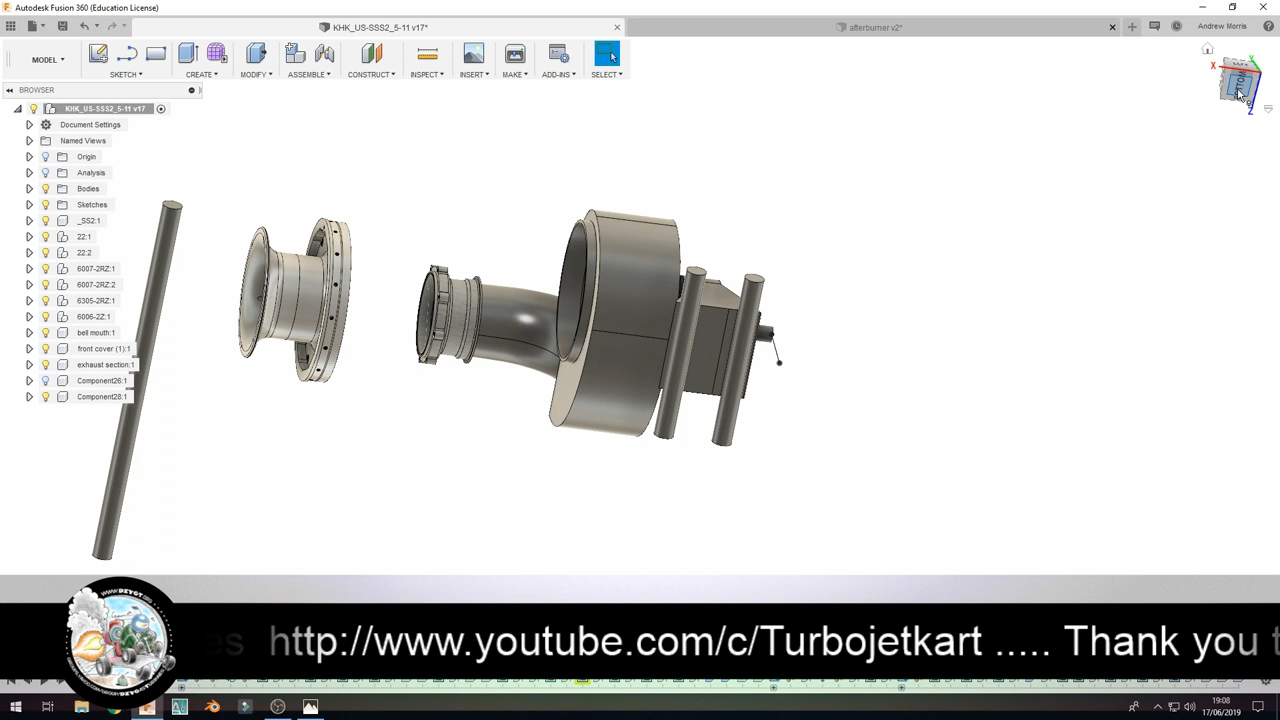 Autodesk Fusion 360 (Education License)
KHK_US-SSS2_5-11 v17*
afterburner v2*
Andrew Morris
MODEL
SKETCH
CREATE
MODIFY
ASSEMBLE
CONSTRUCT
INSPECT
INSERT
MAKE
ADD-INS
SELECT
BROWSER
X
Y
Z
KHK_US-SSS2_5-11 v17
Document Settings
Named Views
Origin
Analysis
Bodies
Sketches
_SS2:1
22:1
22:2
6007-2RZ:1
6007-2RZ:2
6305-2RZ:1
6006-2Z:1
bell mouth:1
front cover (1):1
exhaust section:1
Component26:1
Component28:1
http://www.youtube.com/c/Turbojetkart ..... Thank you
19:08
17/06/2019